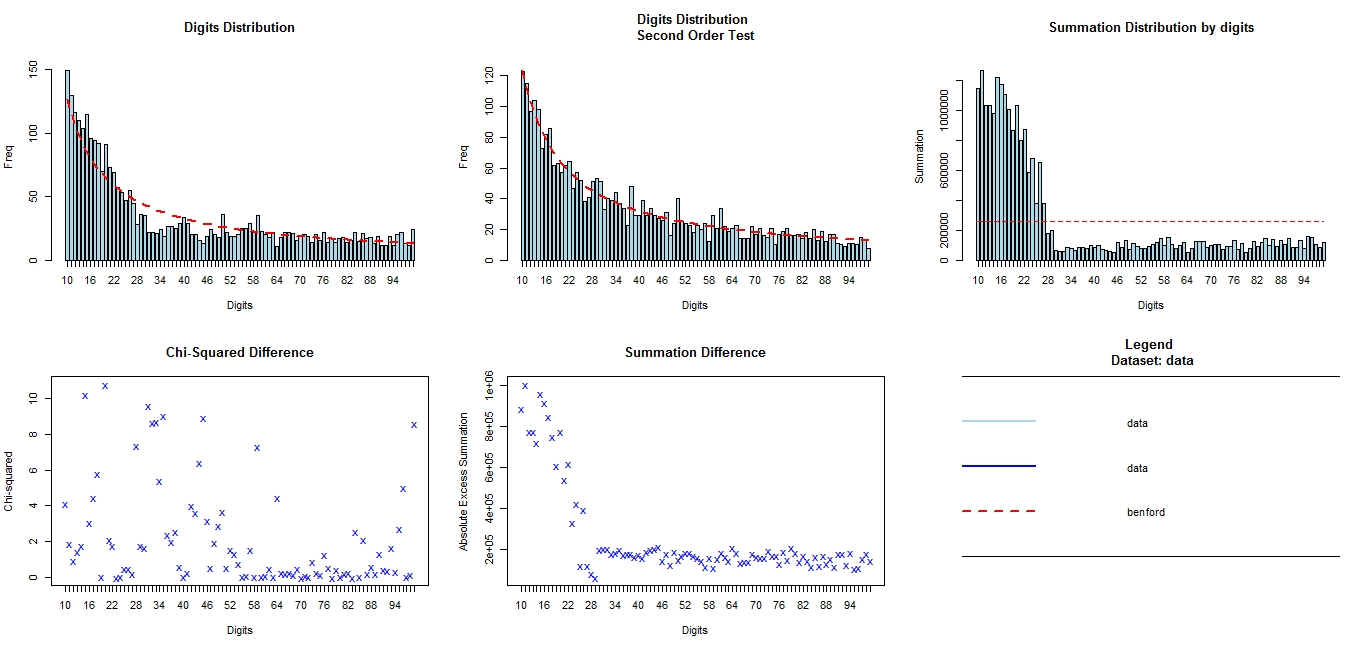 Digits Distribution
150
100
50
0
Freq
10 16 22 28 34 40 46 52 58 64 70 76 82 88 94
Digits
Digits Distribution
Second Order Test
120
100
80
60
40
20
0
Freq
10 16 22 28 34 40 46 52 58 64 70 76 82 88 94
Digits
Summation Distribution by digits
1000000
600000
200000
0
Summation
10 16 22 28 34 40 46 52 58 64 70 76 82 88 94
Digits
Chi-Squared Difference
10
8
6
4
2
0
Chi-squared
10 16 22 28 34 40 46 52 58 64 70 76 82 88 94
Digits
Summation Difference
1e+06
8e+05
6e+05
4e+05
2e+05
Absolute Excess Summation
10 16 22 28 34 40 46 52 58 64 70 76 82 88 94
Digits
Legend
Dataset: data
data
data
benford